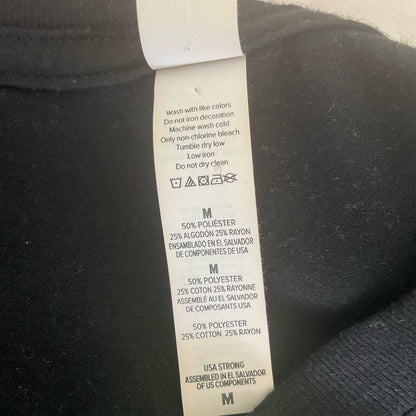 Wash with like colors
Do not iron decoration
Machine wash cold
Only non-chlorine bleach
Tumble dry low
Low iron
Do not dry clean
M
50% POLIÉSTER
25% ALGODÓN 25% RAYON
ENSAMBLADO EN EL SALVADOR
DE COMPONENTES DE USA
M
50% POLYESTER
25% COTON 25% RAYONNE
ASSEMBLÉ AU EL SALVADOR
DE COMPOSANTS USA
50% POLYESTER
25% COTTON 25% RAYON
USA STRONG
ASSEMBLED IN EL SALVADOR
OF US COMPONENTS
M